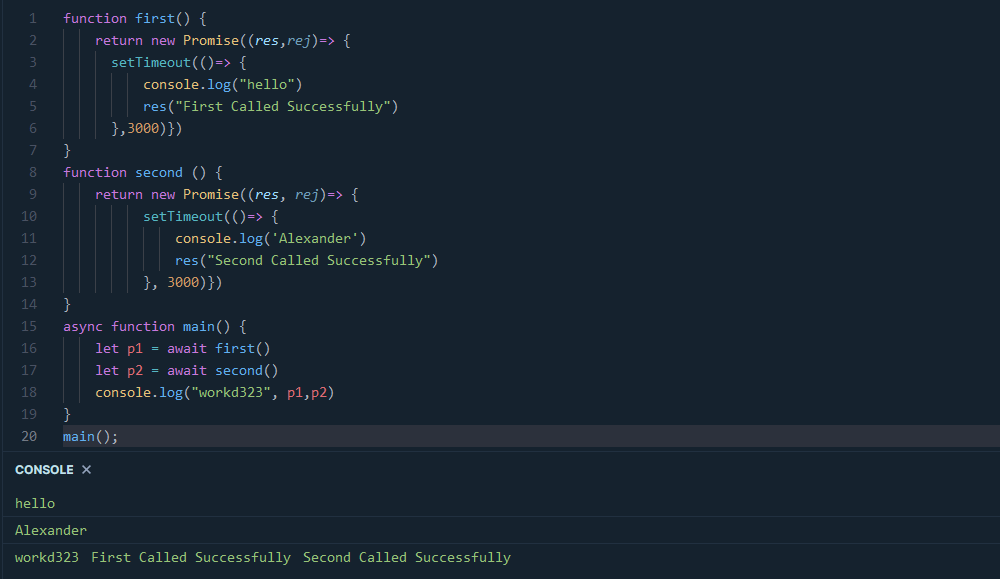 1 function first() {
2 return new Promise((res,rej)=> {
3 setTimeout(()=> {
4 console.log("hello")
5 res("First Called Successfully")
6 },3000)})
7 }
8 function second () {
9 return new Promise((res, rej)=> {
10 setTimeout(()=> {
11 console.log('Alexander')
12 res("Second Called Successfully")
13 }, 3000)})
14 }
15 async function main() {
16 let p1 = await first()
17 let p2 = await second()
18 console.log("workd323", p1,p2)
19 }
20 main();
CONSOLE ×
hello
Alexander
workd323 First Called Successfully Second Called Successfully